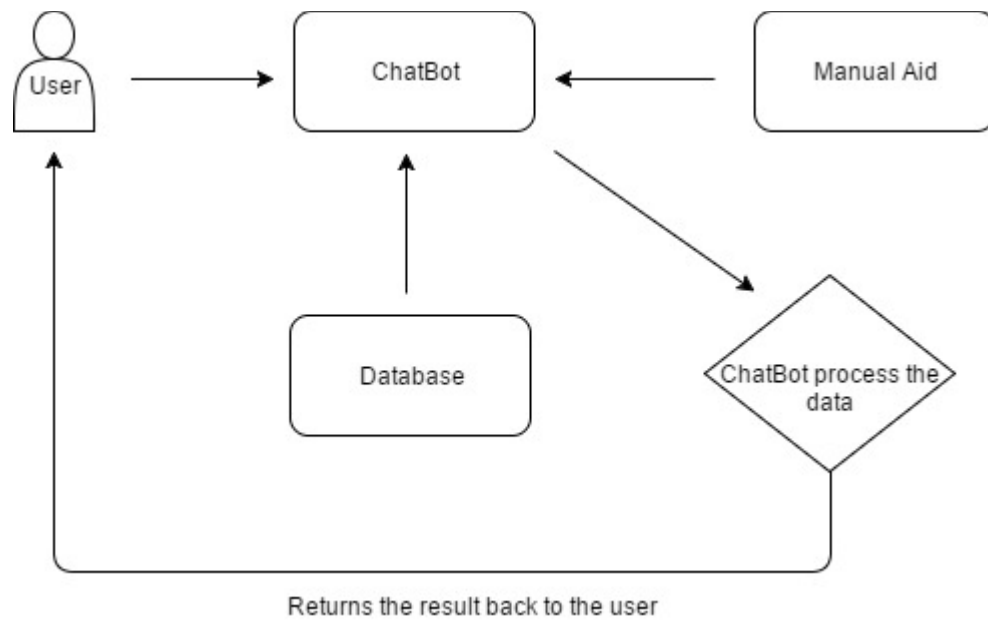 User
ChatBot
Manual Aid
Database
ChatBot process the
data
Returns the result back to the user